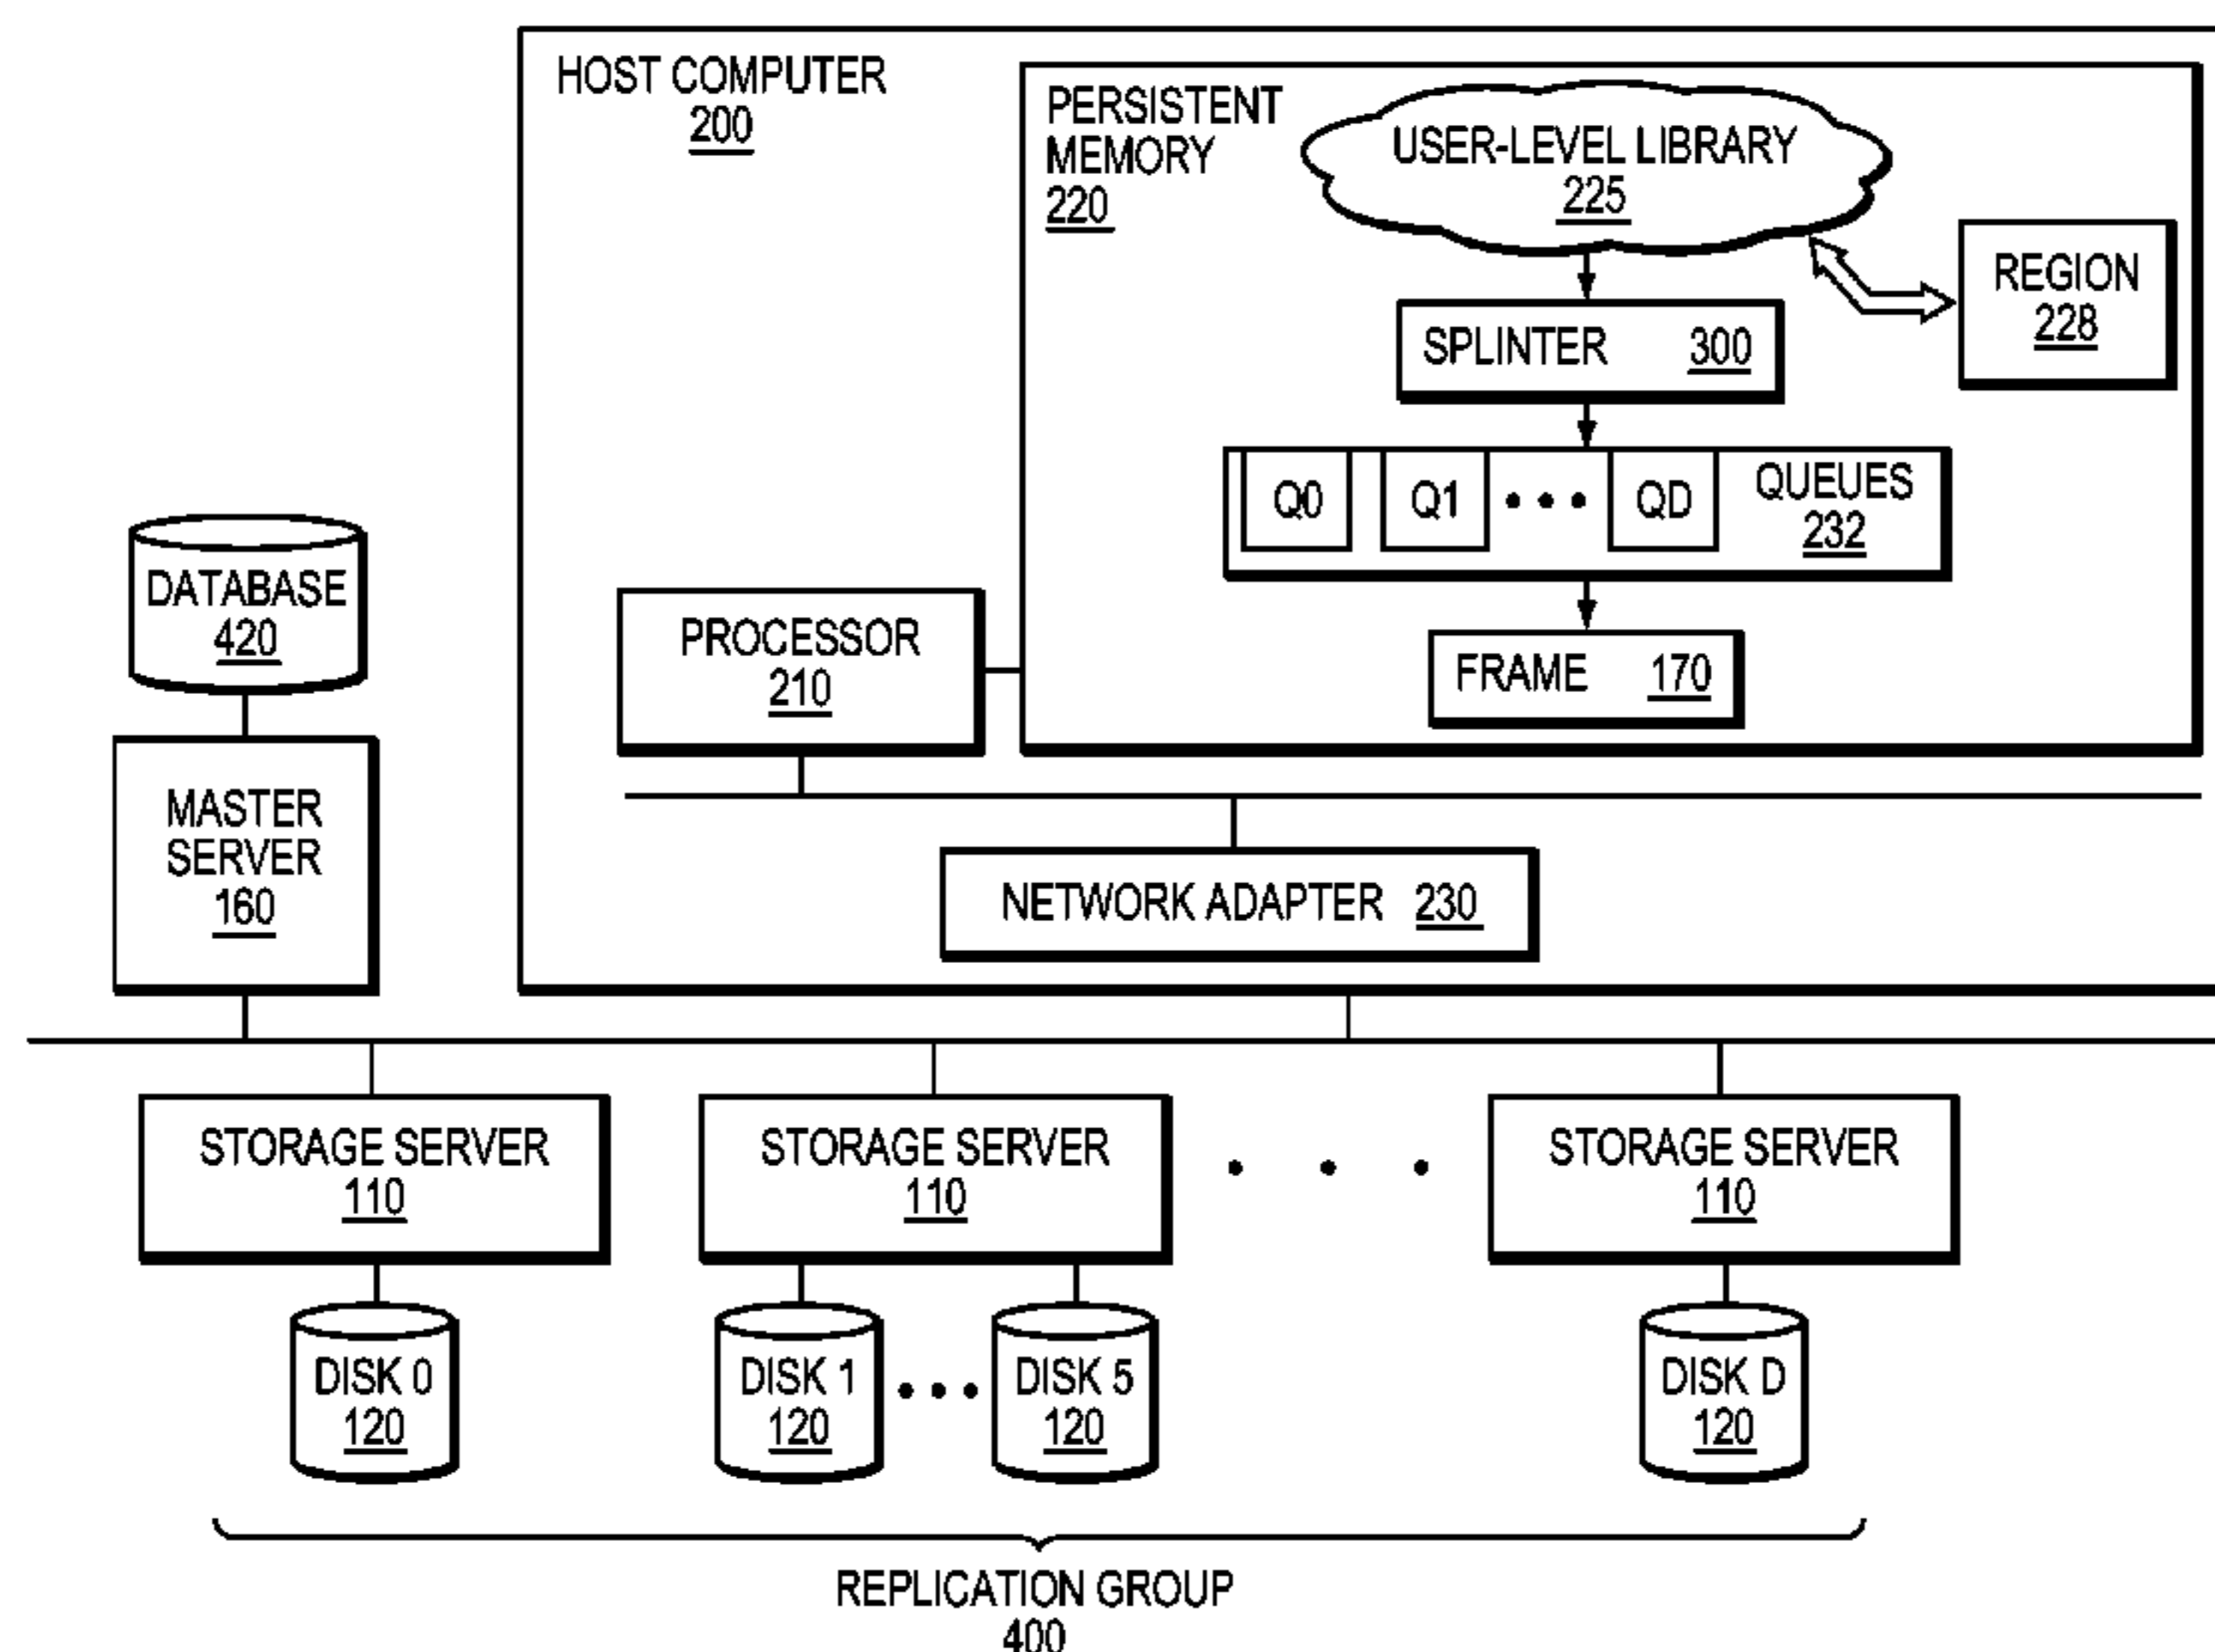 HOST COMPUTER
200
PERSISTENT
MEMORY
220
USER-LEVEL LIBRARY
225
REGION
228
SPLINTER 300
Q0 Q1 QD
QUEUES
232
FRAME 170
PROCESSOR
210
DATABASE
420
MASTER
SERVER
160
NETWORK ADAPTER 230
STORAGE SERVER
110
STORAGE SERVER
110
STORAGE SERVER
110
DISK 0
120
DISK 1
120
DISK 5
120
DISK D
120
REPLICATION GROUP
400